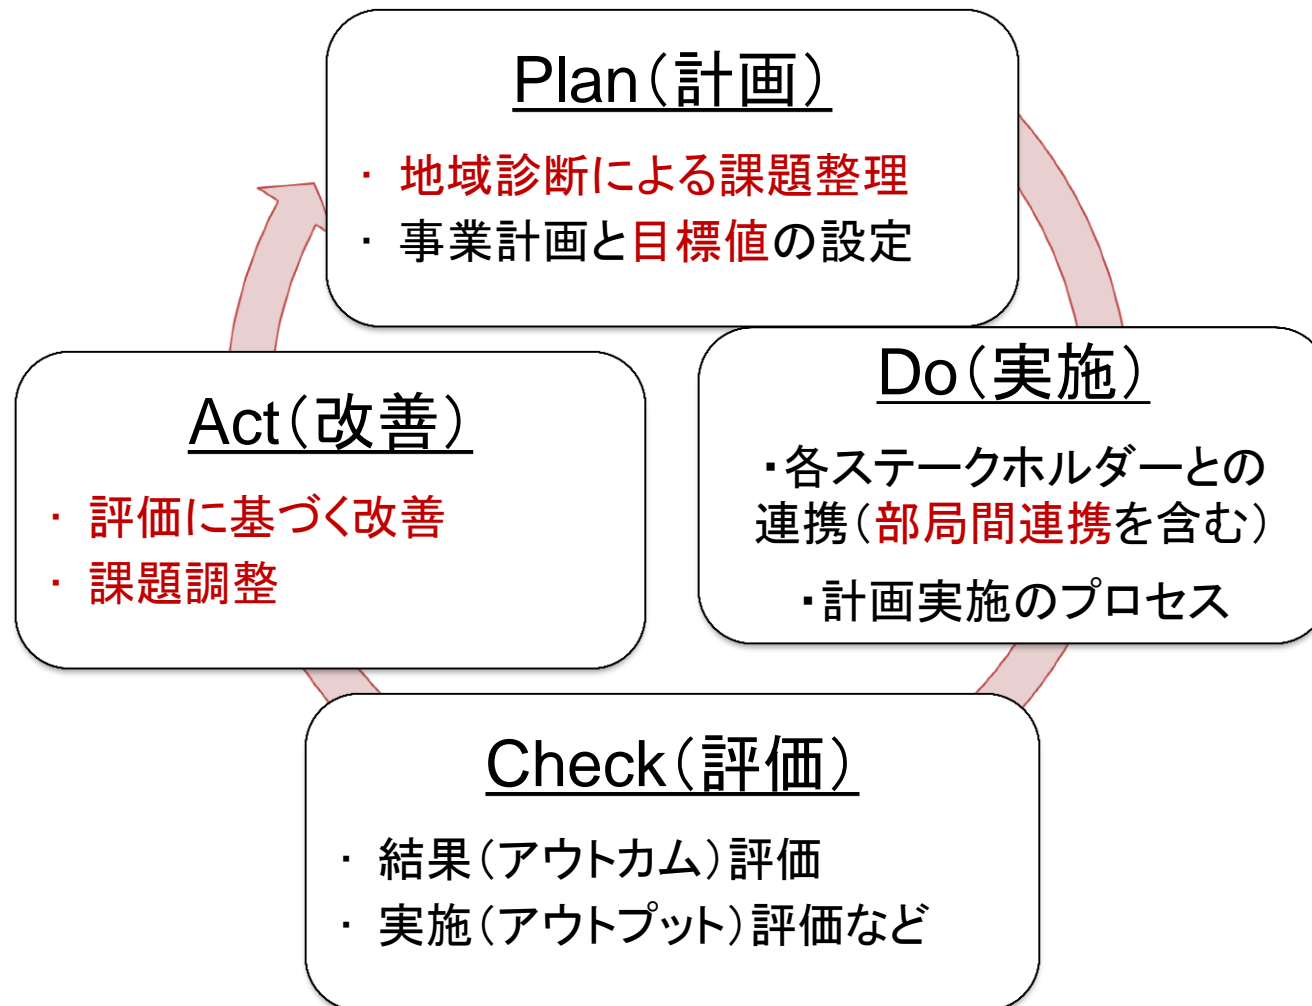 Plan（計画）
・ 地域診断による課題整理
・ 事業計画と目標値の設定
Do（実施）
・各ステークホルダーとの
連携（部局間連携を含む）
・計画実施のプロセス
Check（評価）
・ 結果（アウトカム）評価
・ 実施（アウトプット）評価など
Act（改善）
・ 評価に基づく改善
・ 課題調整